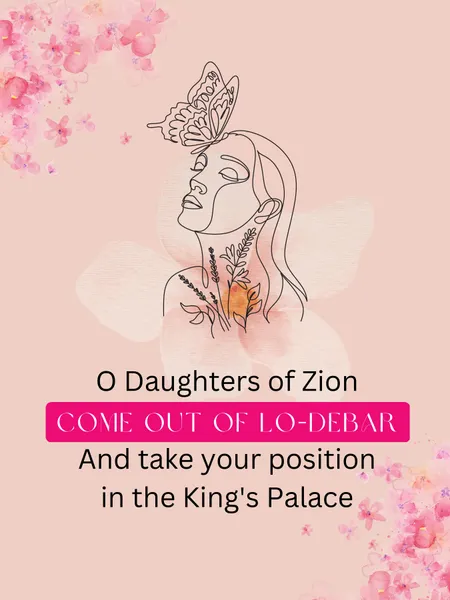 O Daughters of Zion
COME OUT OF LO-DEBAR
And take your position
in the King's Palace